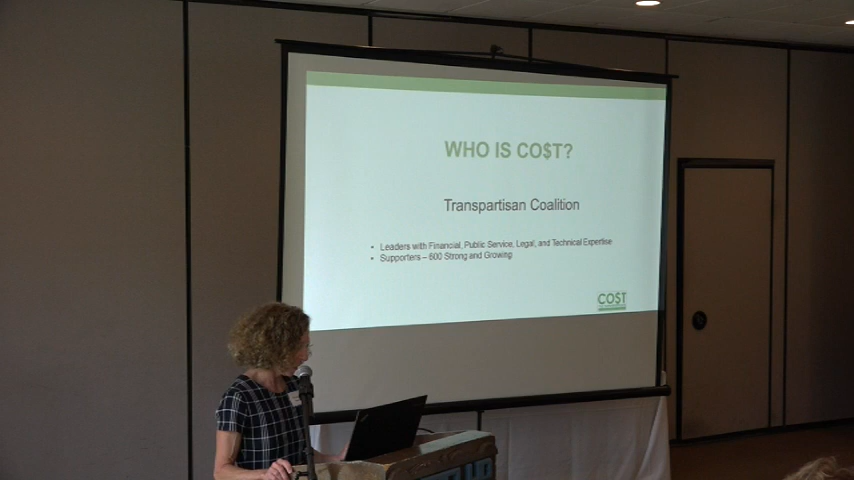 WHO IS CO$T?
Transpartisan Coalition
• Leaders with Financial, Public Service, Legal, and Technical Expertise
• Supporters – 600 Strong and Growing
CO$T